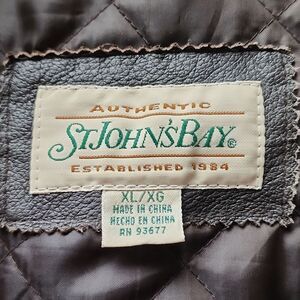 AUTHENTIC
ST JOHN'S BAY®
ESTABLISHED 1984
XL/XG
MADE IN CHINA
HECHO EN CHINA
RN 93677